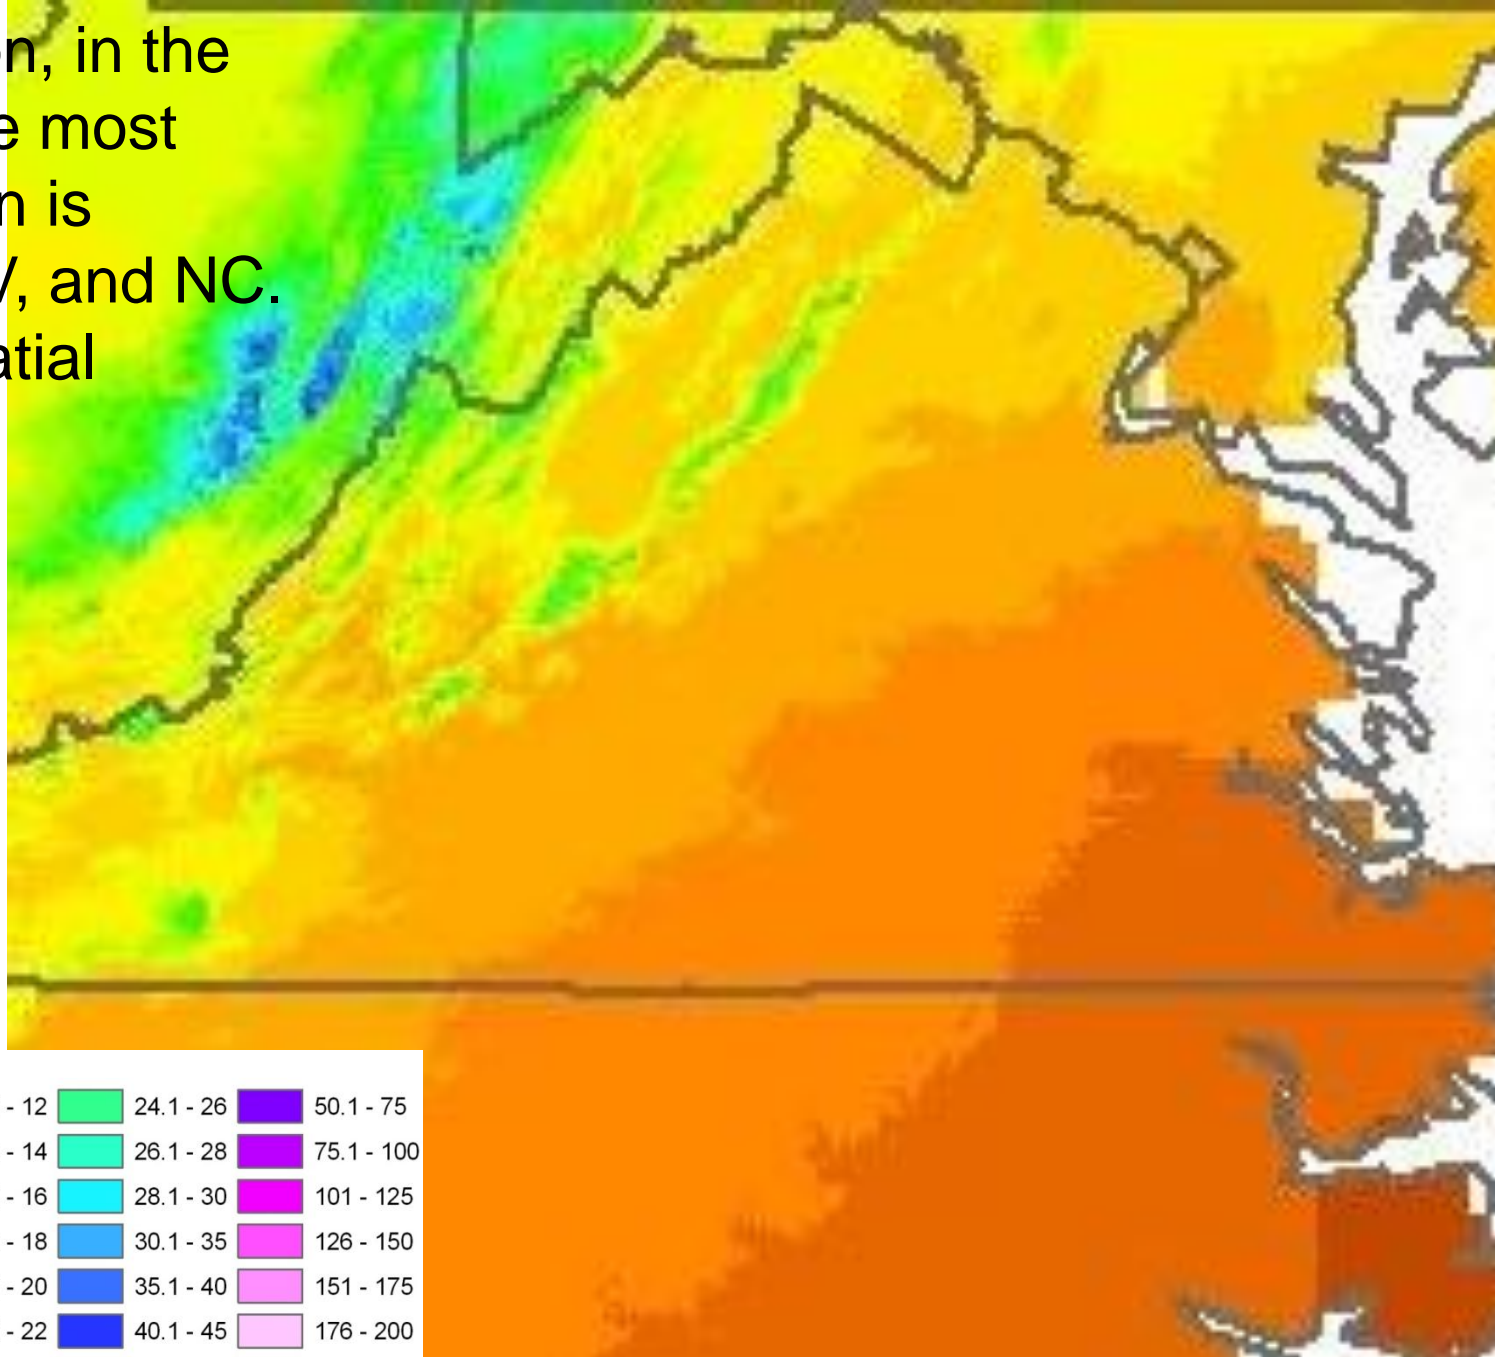 n, in the
e most
n is
, and NC.
atial
- 12 24.1 - 26 50.1 - 75
- 14 26.1 - 28 75.1 - 100
- 16 28.1 - 30 101 - 125
- 18 30.1 - 35 126 - 150
- 20 35.1 - 40 151 - 175
- 22 40.1 - 45 176 - 200